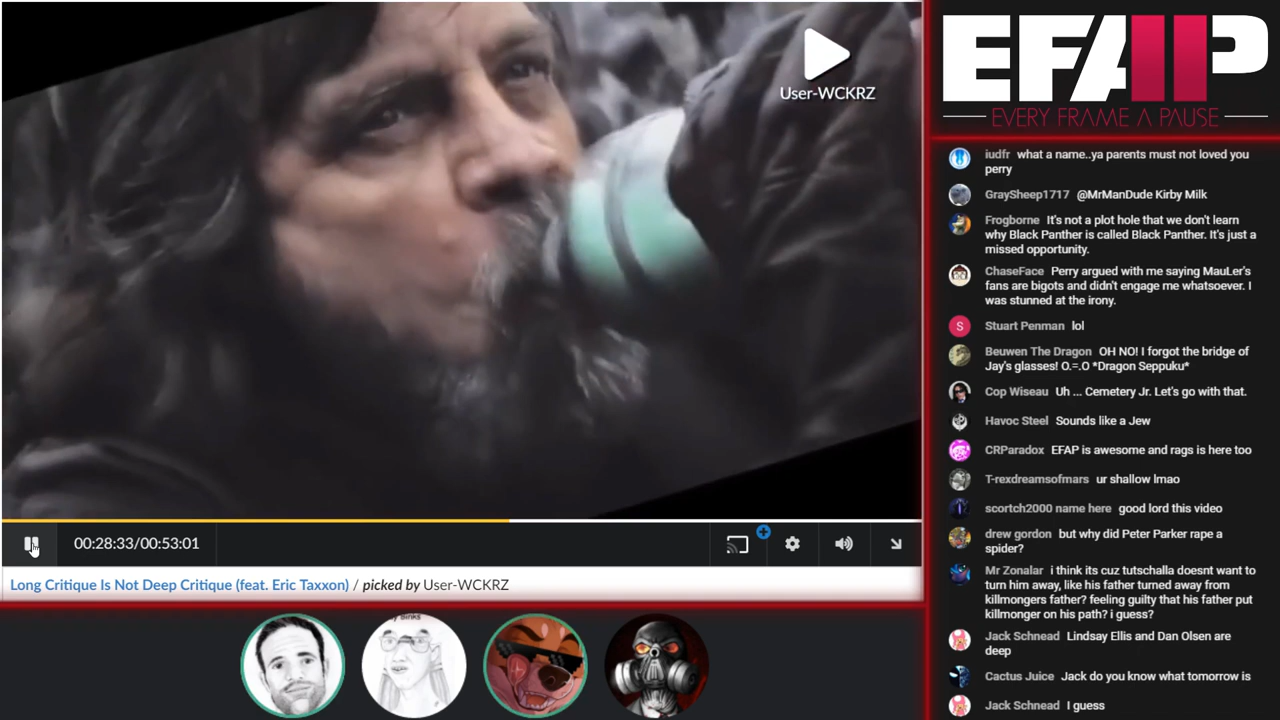 User-WCKRZ
00:28:33/00:53:01
Long Critique Is Not Deep Critique (feat. Eric Taxxon) / picked by User-WCKRZ
EFAP
EVERY FRAME A PAUSE
iudfr what a name..ya parents must not loved you
perry
GraySheep1717 @MrManDude Kirby Milk
Frogborne It's not a plot hole that we don't learn
why Black Panther is called Black Panther. It's just a
missed opportunity.
ChaseFace Perry argued with me saying MauLer's
fans are bigots and didn't engage me whatsoever. I
was stunned at the irony.
S
Stuart Penman lol
Beuwen The Dragon OH NO! I forgot the bridge of
Jay's glasses! O.=.O *Dragon Seppuku*
Cop Wiseau Uh ... Cemetery Jr. Let's go with that.
Havoc Steel Sounds like a Jew
CRParadox EFAP is awesome and rags is here too
T-rexdreamsofmars ur shallow lmao
scortch2000 name here good lord this video
drew gordon but why did Peter Parker rape a
spider?
Mr Zonalar i think its cuz tutschalla doesnt want to
turn him away, like his father turned away from
killmongers father? feeling guilty that his father put
killmonger on his path? i guess?
Jack Schnead Lindsay Ellis and Dan Olsen are
deep
Cactus Juice Jack do you know what tomorrow is
Jack Schnead I guess